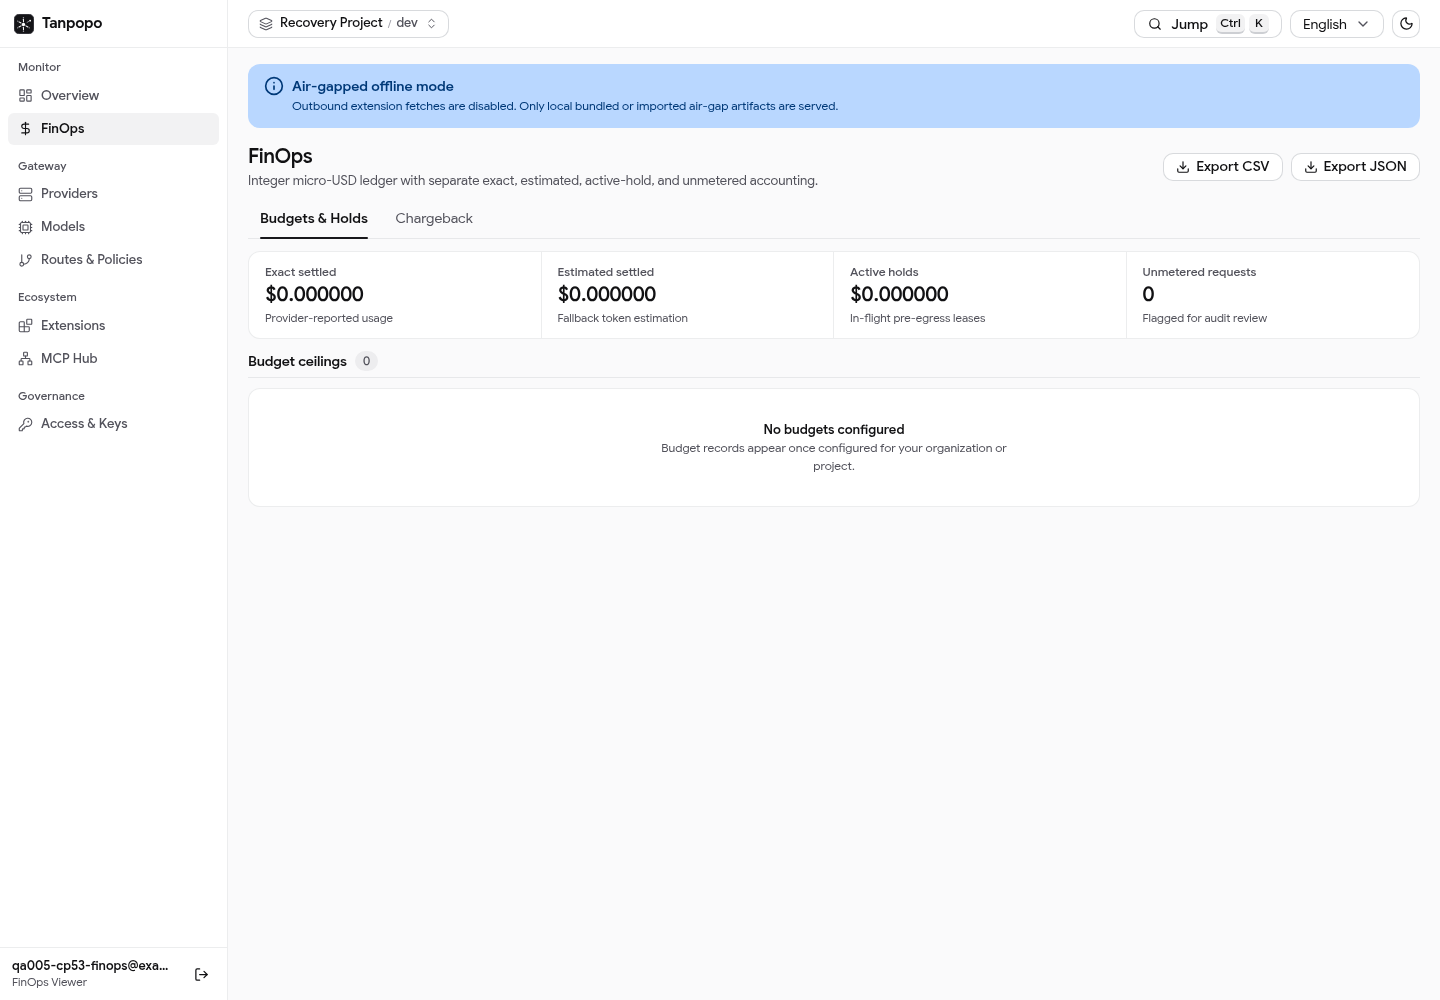 Tanpopo
Recovery Project / dev
Jump Ctrl K
English
Monitor
Overview
FinOps
Gateway
Providers
Models
Routes & Policies
Ecosystem
Extensions
MCP Hub
Governance
Access & Keys
qa005-cp53-finops@exa...
FinOps Viewer
Air-gapped offline mode
Outbound extension fetches are disabled. Only local bundled or imported air-gap artifacts are served.
FinOps
Integer micro-USD ledger with separate exact, estimated, active-hold, and unmetered accounting.
Export CSV
Export JSON
Budgets & Holds
Chargeback
Exact settled
$0.000000
Provider-reported usage
Estimated settled
$0.000000
Fallback token estimation
Active holds
$0.000000
In-flight pre-egress leases
Unmetered requests
0
Flagged for audit review
Budget ceilings 0
No budgets configured
Budget records appear once configured for your organization or
project.